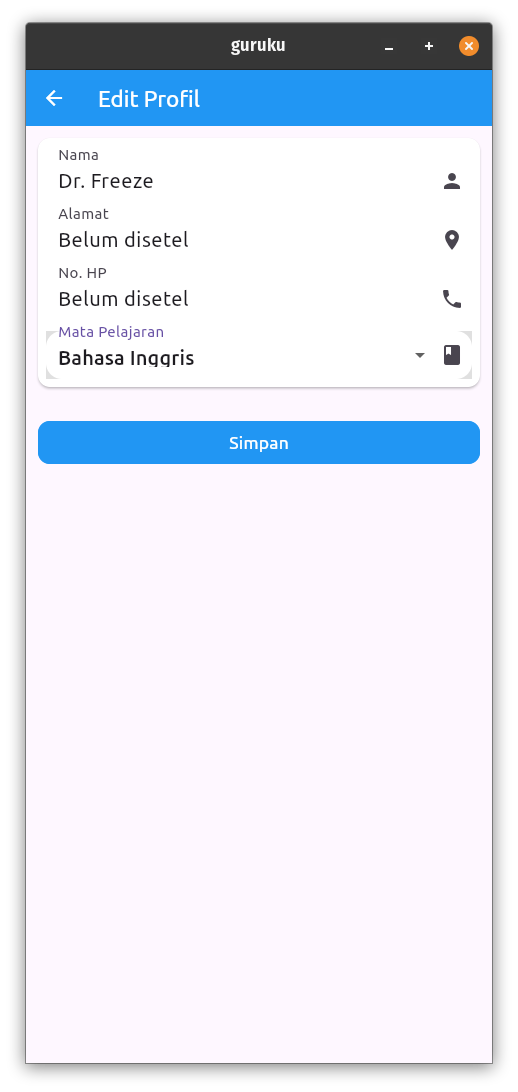 guruku
Edit Profil
Nama
Dr. Freeze
Alamat
Belum disetel
No. HP
Belum disetel
Mata Pelajaran
Bahasa Inggris
Simpan